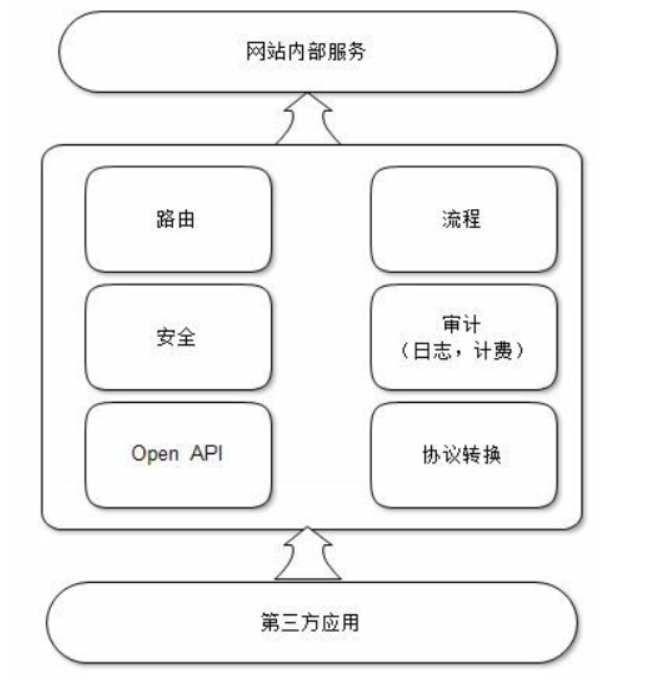 网站内部服务
路由
流程
安全
审计
（日志，计费）
Open API
协议转换
第三方应用